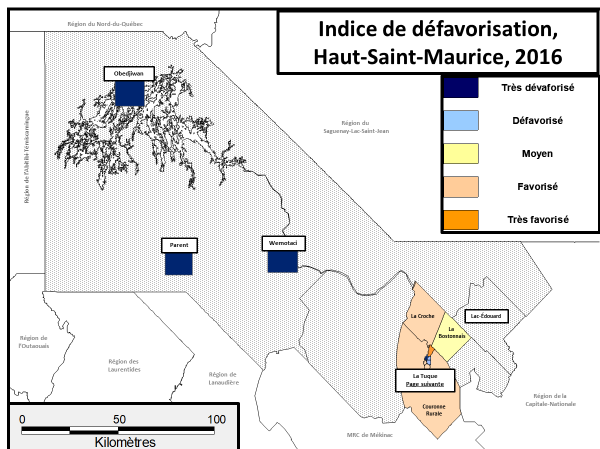 Région du Nord-du-Québec
Indice de défavorisation,
Haut-Saint-Maurice, 2016
Très dévaforisé
Défavorisé
Moyen
Favorisé
Très favorisé
Obedjiwan
Région du
Saguenay-Lac-Saint-Jean
Région de l'Abitibi-Témiscamingue
Parent
Wemotaci
La Croche
Lac-Édouard
La
Bostonnais
La Tuque
Page suivante
Couronne
Rurale
Région de
l'Outaouais
Région des
Laurentides
Région de
Lanaudière
Région de la
Capitale-Nationale
MRC de Mékinac
0 50 100
Kilomètres